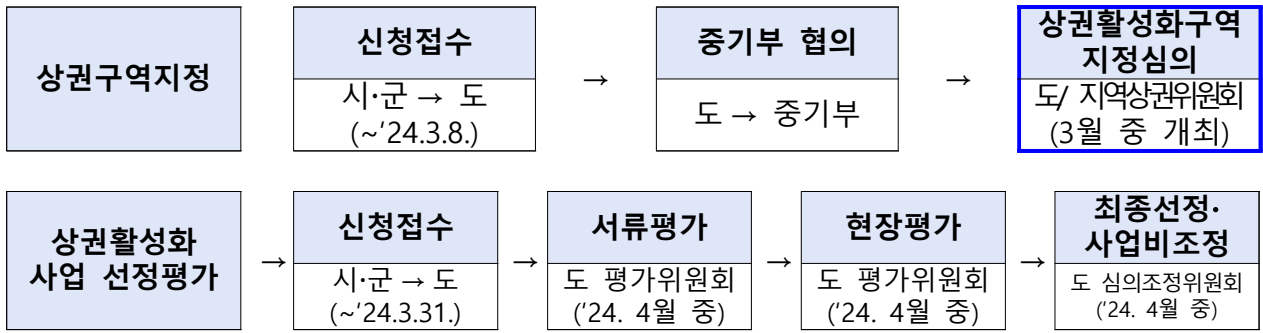 상권구역지정
신청접수
시·군 → 도
(~'24.3.8.)
→
중기부 협의
도 → 중기부
→
상권활성화구역
지정심의
도/ 지역상권위원회
(3월 중 개최)
상권활성화
사업 선정평가
→
신청접수
시·군 → 도
(~'24.3.31.)
→
서류평가
도 평가위원회
('24. 4월 중)
→
현장평가
도 평가위원회
('24. 4월 중)
→
최종선정·
사업비조정
도 심의조정위원회
('24. 4월 중)